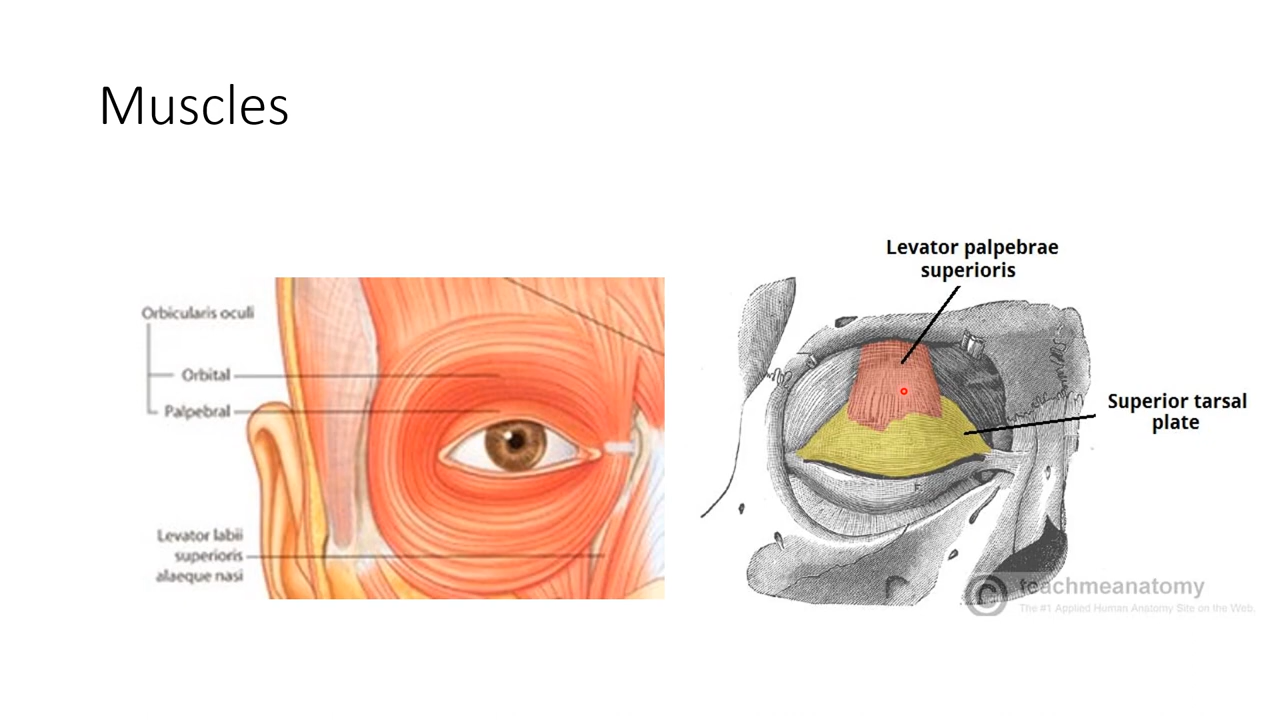 Muscles
Orbicularis oculi
Orbital
Palpebral
Levator labii
superioris
alaeque nasi
Levator palpebrae
superioris
Superior tarsal
plate
F.
© teachmeanatomy
The #1 Applied Human Anatomy Site on the Web.